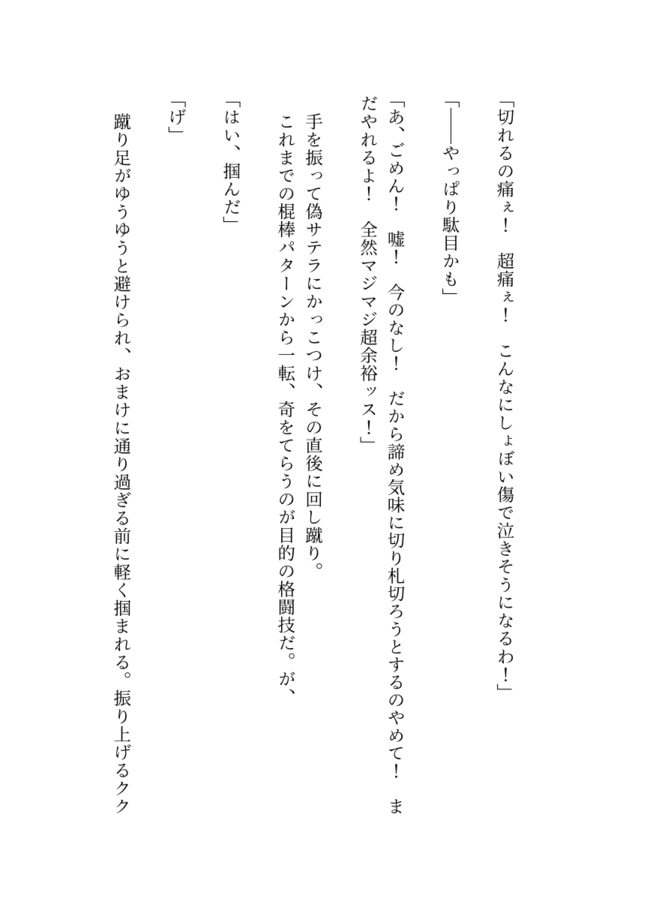 「切れるの痛ぇ！　超痛ぇ！　こんなにしょぼい傷で泣きそうになるわ！」
「――やっぱり駄目かも」
「あ、ごめん！　嘘！　今のなし！　だから諦め気味に切り札切ろうとするのやめて！　ま
だやれるよ！　全然マジマジ超余裕ッス！」
　手を振って偽サテラにかっこつけ、その直後に回し蹴り。
　これまでの棍棒パターンから一転、奇をてらうのが目的の格闘技だ。が、
「はい、掴んだ」
「げ」
　蹴り足がゆうゆうと避けられ、おまけに通り過ぎる前に軽く掴まれる。振り上げるクク